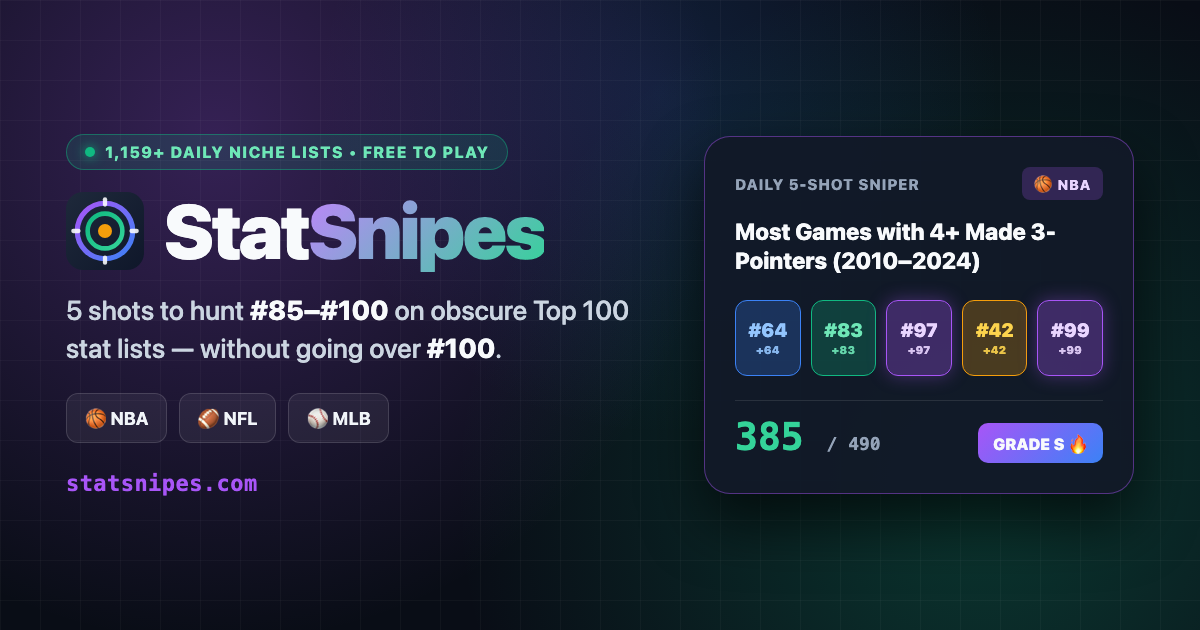 1,159+ DAILY NICHE LISTS • FREE TO PLAY
StatSnipes
5 shots to hunt #85–#100 on obscure Top 100
stat lists — without going over #100.
🏀 NBA 🏈 NFL ⚾ MLB
statsnipes.com
DAILY 5-SHOT SNIPER 🏀 NBA
Most Games with 4+ Made 3-
Pointers (2010–2024)
#64 #83 #97 #42 #99
+64 +83 +97 +42 +99
385 / 490 GRADE S 🔥